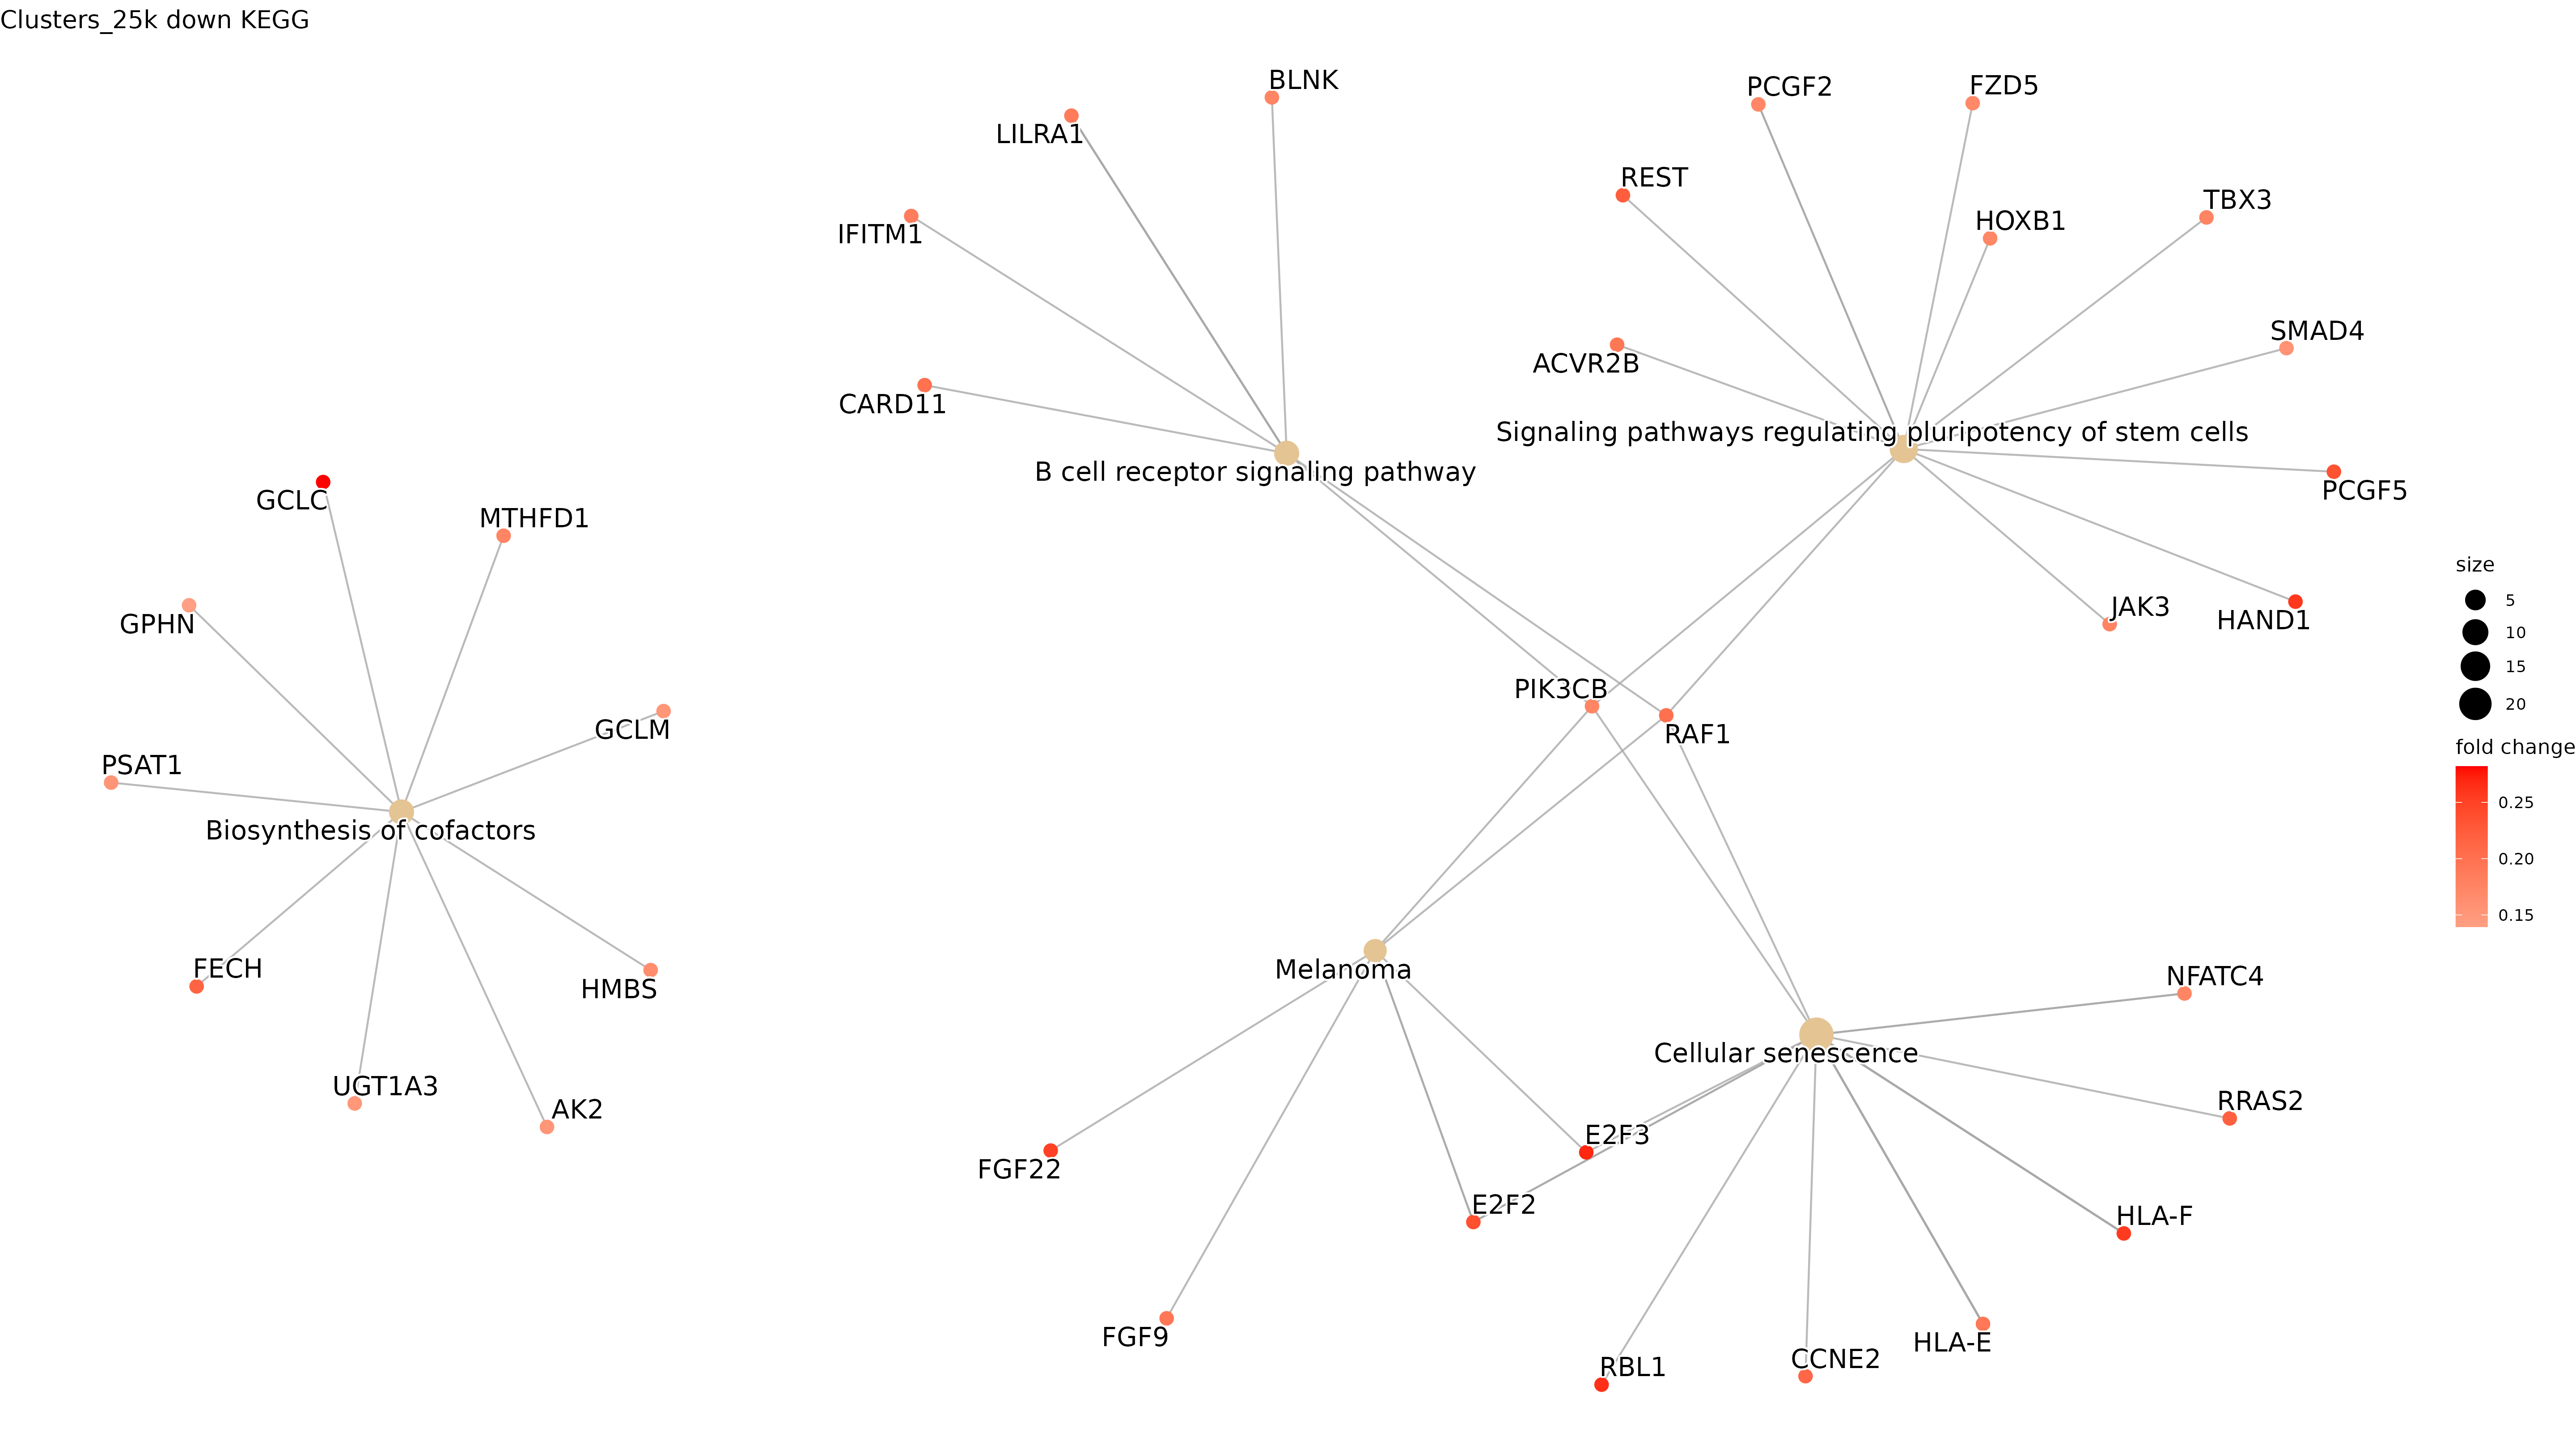 Clusters_25k down KEGG
BLNK
PCGF2
FZD5
LILRA1
REST
TBX3
HOXB1
IFITM1
SMAD4
ACVR2B
CARD11
Signaling pathways regulating pluripotency of stem cells
B cell receptor signaling pathway
PCGF5
GCLC
MTHFD1
size
5
JAK3
HAND1
GPHN
10
15
PIK3CB
20
GCLM
RAF1
fold change
PSAT1
0.25
Biosynthesis of cofactors
0.20
0.15
FECH
Melanoma
NFATC4
HMBS
Cellular senescence
UGT1A3
RRAS2
AK2
E2F3
FGF22
E2F2
HLA-F
FGF9
HLA-E
CCNE2
RBL1